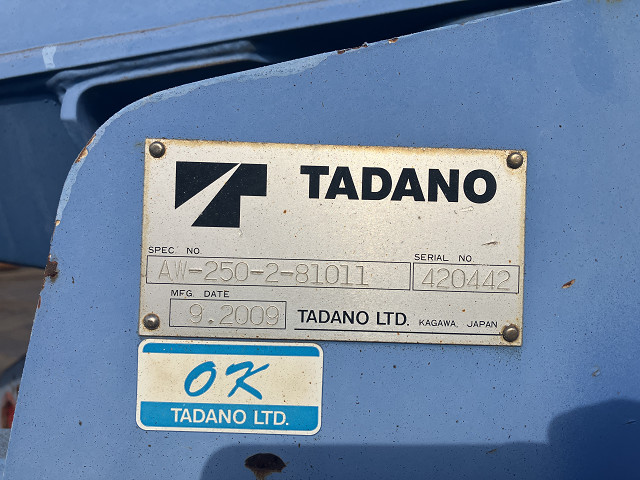 TADANO
SPEC NO.
SERIAL NO.
AW-250-2-81011
420442
MFG. DATE
9.2009
TADANO LTD. KAGAWA, JAPAN
OK
TADANO LTD.